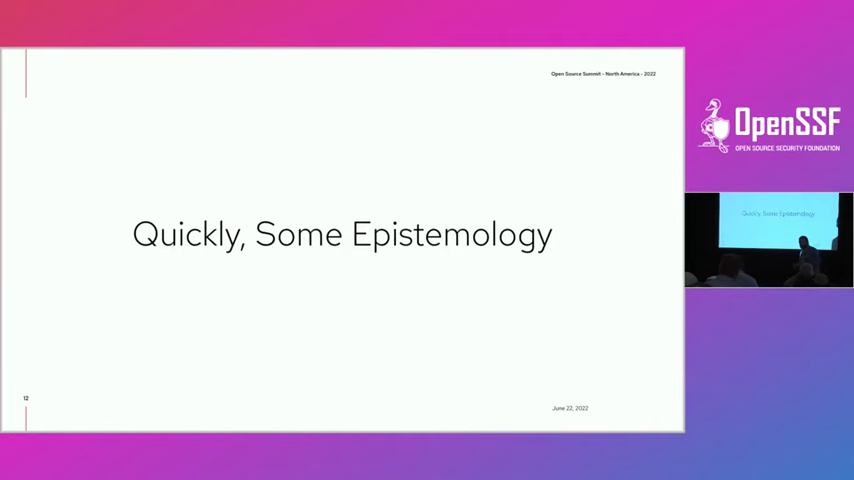 Open Source Summit - North America - 2022
Quickly, Some Epistemology
12
June 22, 2022
OpenSSF
OPEN SOURCE SECURITY FOUNDATION
Quickly, Some Epistemology